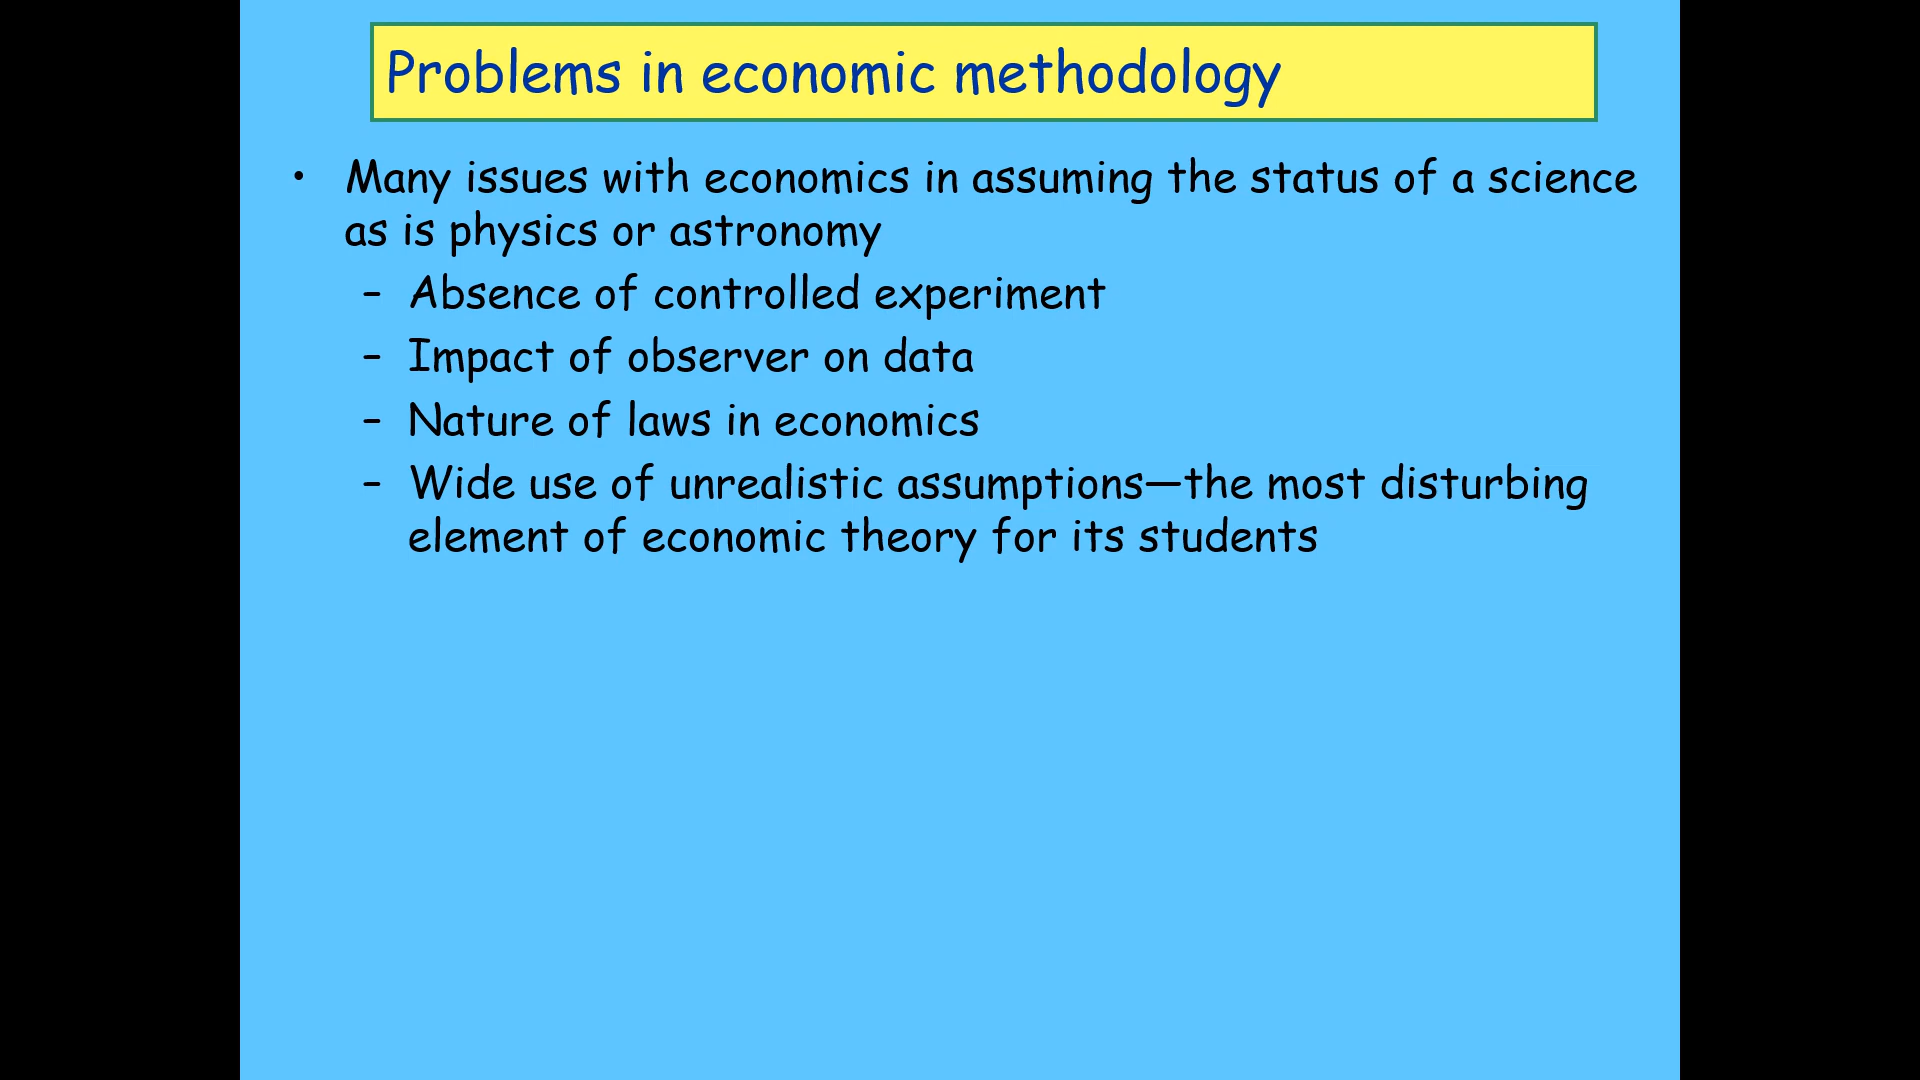 Problems in economic methodology
• Many issues with economics in assuming the status of a science
as is physics or astronomy
– Absence of controlled experiment
– Impact of observer on data
– Nature of laws in economics
– Wide use of unrealistic assumptions—the most disturbing
element of economic theory for its students